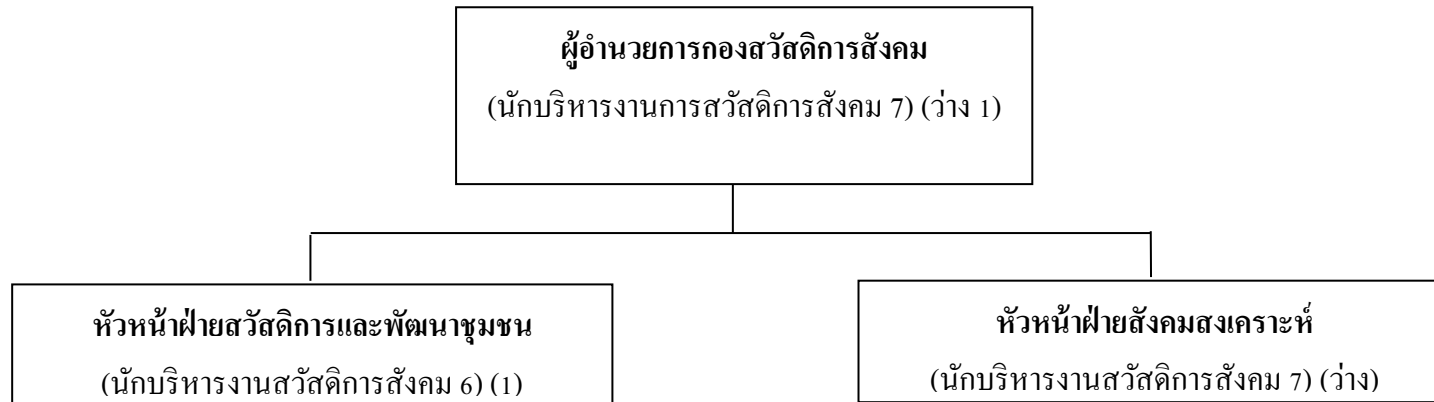 ผู้อำนวยการกองสวัสดิการสังคม
(นักบริหารงานการสวัสดิการสังคม 7) (ว่าง 1)
หัวหน้าฝ่ายสวัสดิการและพัฒนาชุมชน
(นักบริหารงานสวัสดิการสังคม 6) (1)
หัวหน้าฝ่ายสังคมสงเคราะห์
(นักบริหารงานสวัสดิการสังคม 7) (ว่าง)